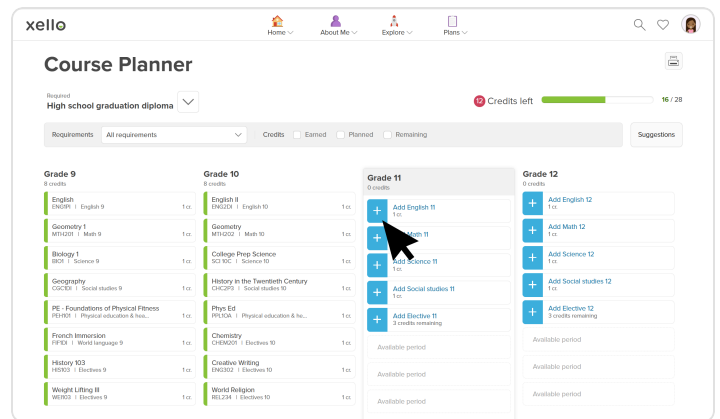 xello
Home
About Me
Explore
Plans
Course Planner
Required
High school graduation diploma
12 Credits left
16 / 28
Requirements
All requirements
Credits
Earned
Planned
Remaining
Suggestions
Grade 9
8 credits
English
ENG1PI | English 9
1 cr.
Geometry 1
MTH201 | Math 9
1 cr.
Biology 1
BIO1 | Science 9
1 cr.
Geography
CGC1DI | Social studies 9
1 cr.
PE - Foundations of Physical Fitness
PEH101 | Physical education & hea...
1 cr.
French Immersion
FIF1DI | World language 9
1 cr.
History 103
HIS103 | Electives 9
1 cr.
Weight Lifting III
WEI103 | Electives 9
1 cr.
Grade 10
8 credits
English II
ENG2DI | English 10
1 cr.
Geometry
MTH202 | Math 10
1 cr.
College Prep Science
SCI 10C | Science 10
1 cr.
History in the Twentieth Century
CHC2P3 | Social studies 10
1 cr.
Phys Ed
PPL1OA | Physical education & he...
1 cr.
Chemistry
CHEM201 | Electives 10
1 cr.
Creative Writing
ENG302 | Electives 10
1 cr.
World Religion
REL234 | Electives 10
1 cr.
Grade 11
0 credits
Add English 11
1 cr.
Math 11
Add Science 11
1 cr.
Add Social studies 11
1 cr.
Add Elective 11
3 credits remaining
Available period
Available period
Available period
Grade 12
0 credits
Add English 12
1 cr.
Add Math 12
1 cr.
Add Science 12
1 cr.
Add Social studies 12
1 cr.
Add Elective 12
3 credits remaining
Available period
Available period
Available period